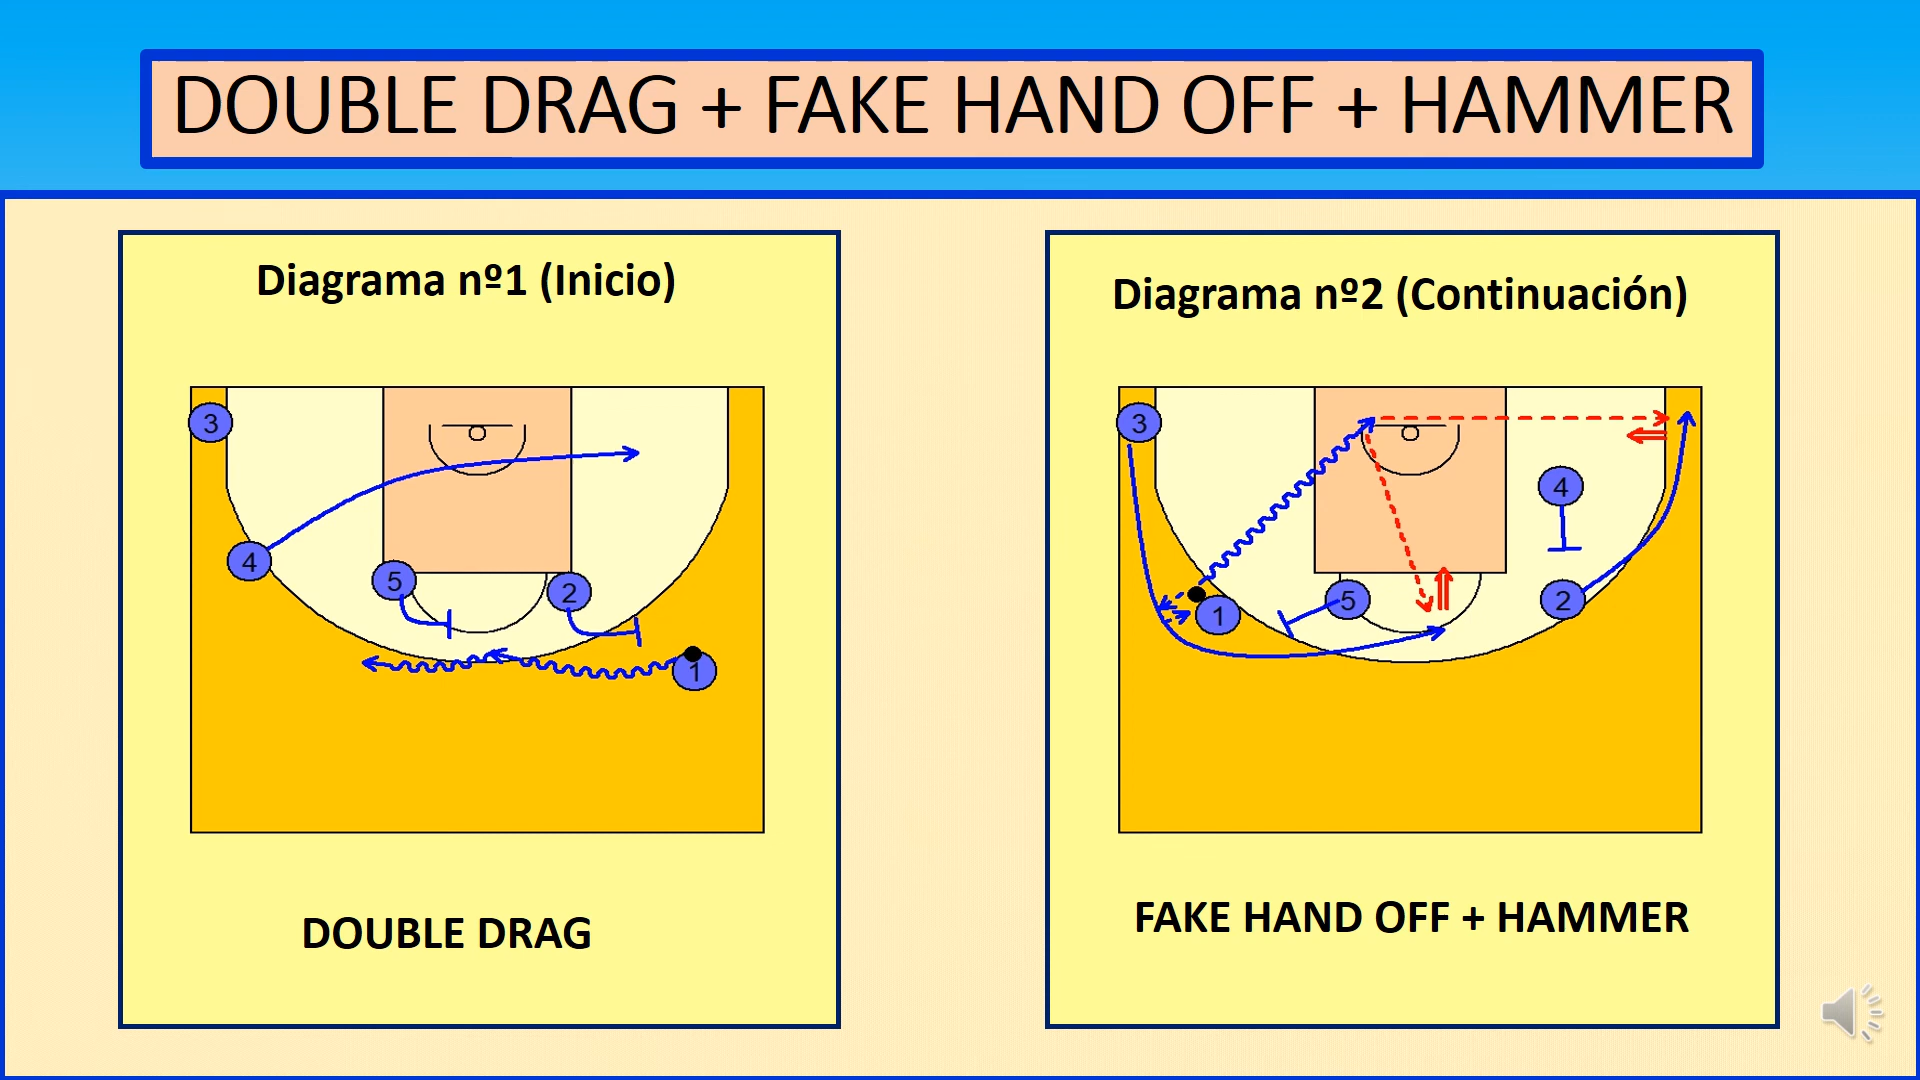 DOUBLE DRAG + FAKE HAND OFF + HAMMER
Diagrama nº1 (Inicio)
3
4
5
2
1
DOUBLE DRAG
Diagrama nº2 (Continuación)
3
4
5
2
1
FAKE HAND OFF + HAMMER